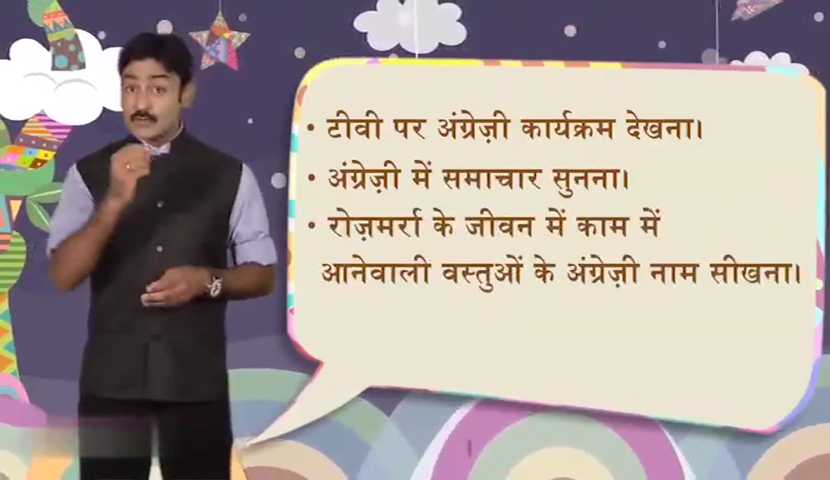 • टीवी पर अंग्रेज़ी कार्यक्रम देखना।
• अंग्रेज़ी में समाचार सुनना।
• रोज़मर्रा के जीवन में काम में
आनेवाली वस्तुओं के अंग्रेज़ी नाम सीखना।